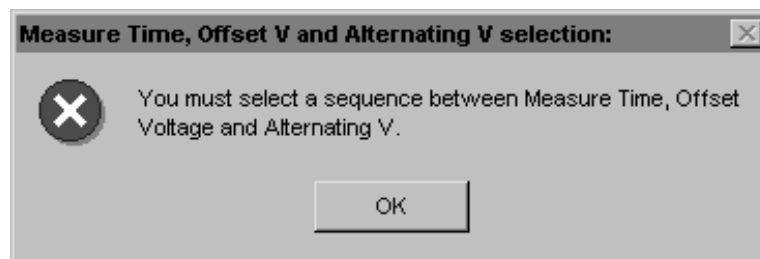 Measure Time, Offset V and Alternating V selection:
You must select a sequence between Measure Time, Offset
Voltage and Alternating V.
OK